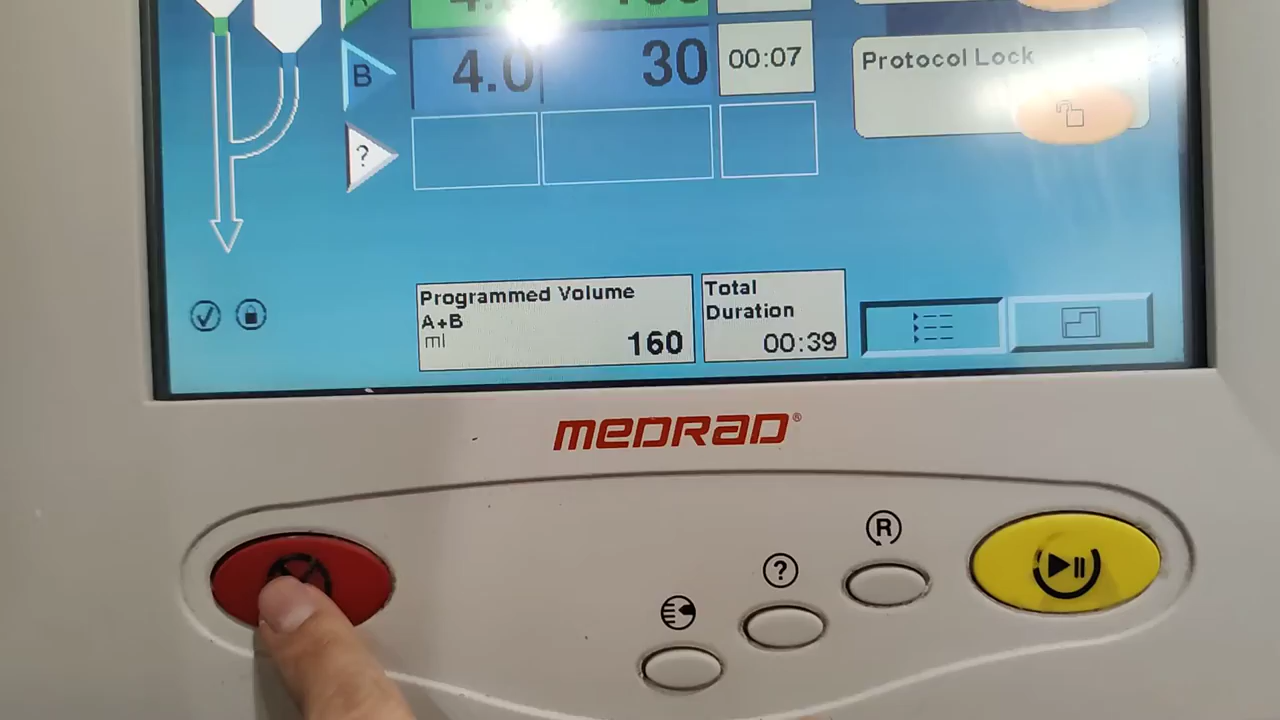 B 4.0 30 00:07
?
Protocol Lock
Programmed Volume
A+B
ml 160
Total
Duration
00:39
MEDRAD®
R
?